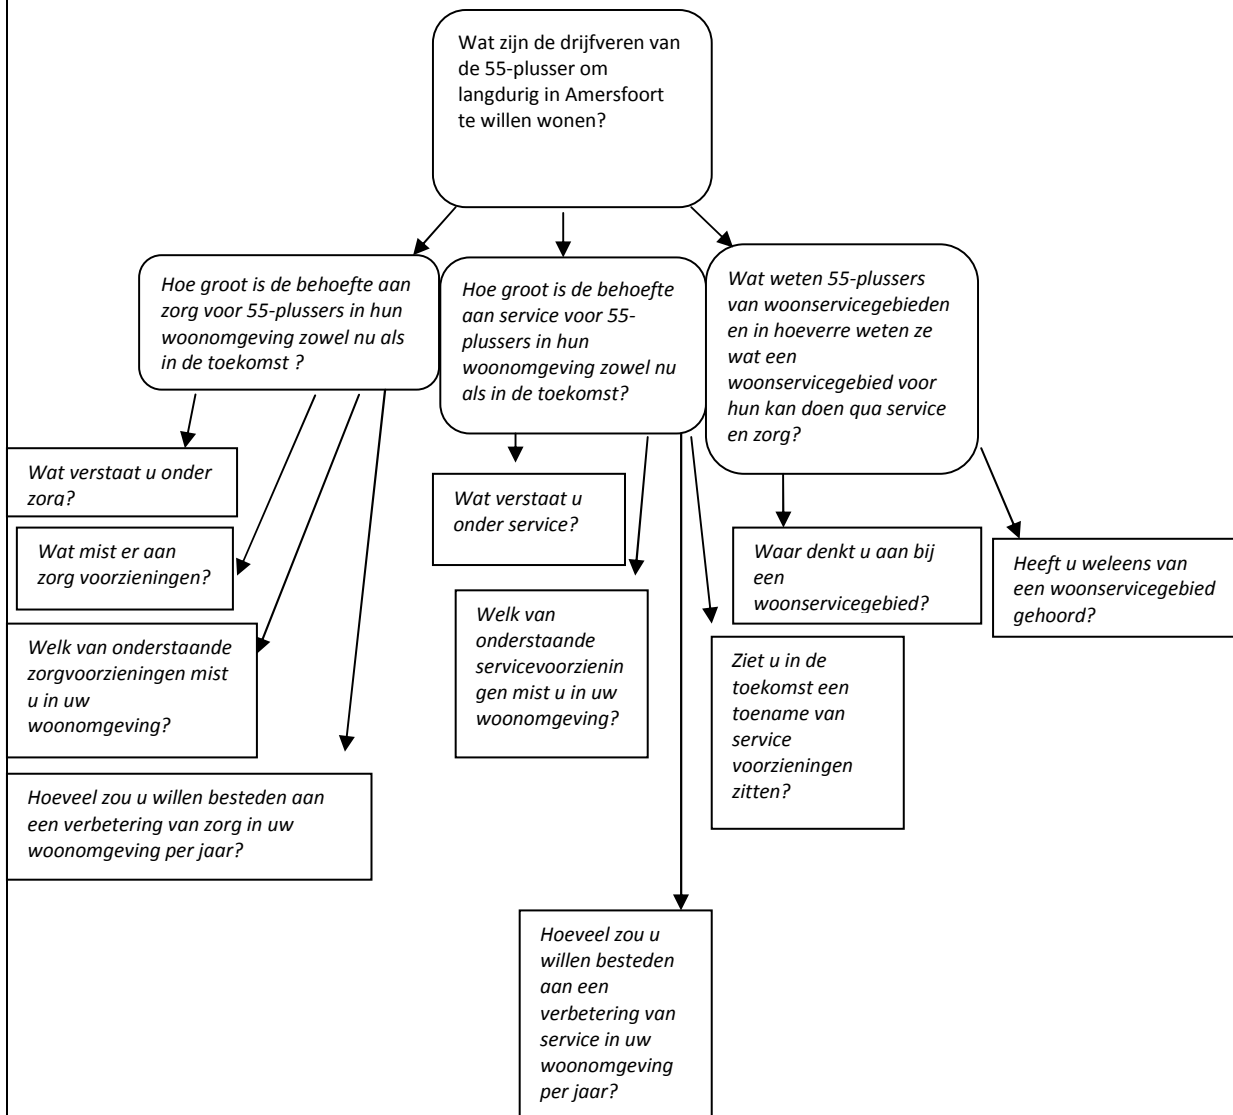 Wat zijn de drijfveren van
de 55-plusser om
langdurig in Amersfoort
te willen wonen?
Hoe groot is de behoefte aan
zorg voor 55-plussers in hun
woonomgeving zowel nu als
in de toekomst ?
Hoe groot is de behoefte
aan service voor 55-
plussers in hun
woonomgeving zowel nu
als in de toekomst?
Wat weten 55-plussers
van woonservicegebieden
en in hoeverre weten ze
wat een
woonservicegebied voor
hun kan doen qua service
en zorg?
Wat verstaat u onder
zorg?
Wat mist er aan
zorg voorzieningen?
Welk van onderstaande
zorgvoorzieningen mist
u in uw
woonomgeving?
Hoeveel zou u willen besteden aan
een verbetering van zorg in uw
woonomgeving per jaar?
Wat verstaat u
onder service?
Welk van
onderstaande
servicevoorzienin
gen mist u in uw
woonomgeving?
Hoeveel zou u
willen besteden
aan een
verbetering van
service in uw
woonomgeving
per jaar?
Ziet u in de
toekomst een
toename van
service
voorzieningen
zitten?
Waar denkt u aan bij
een
woonservicegebied?
Heeft u weleens van
een woonservicegebied
gehoord?